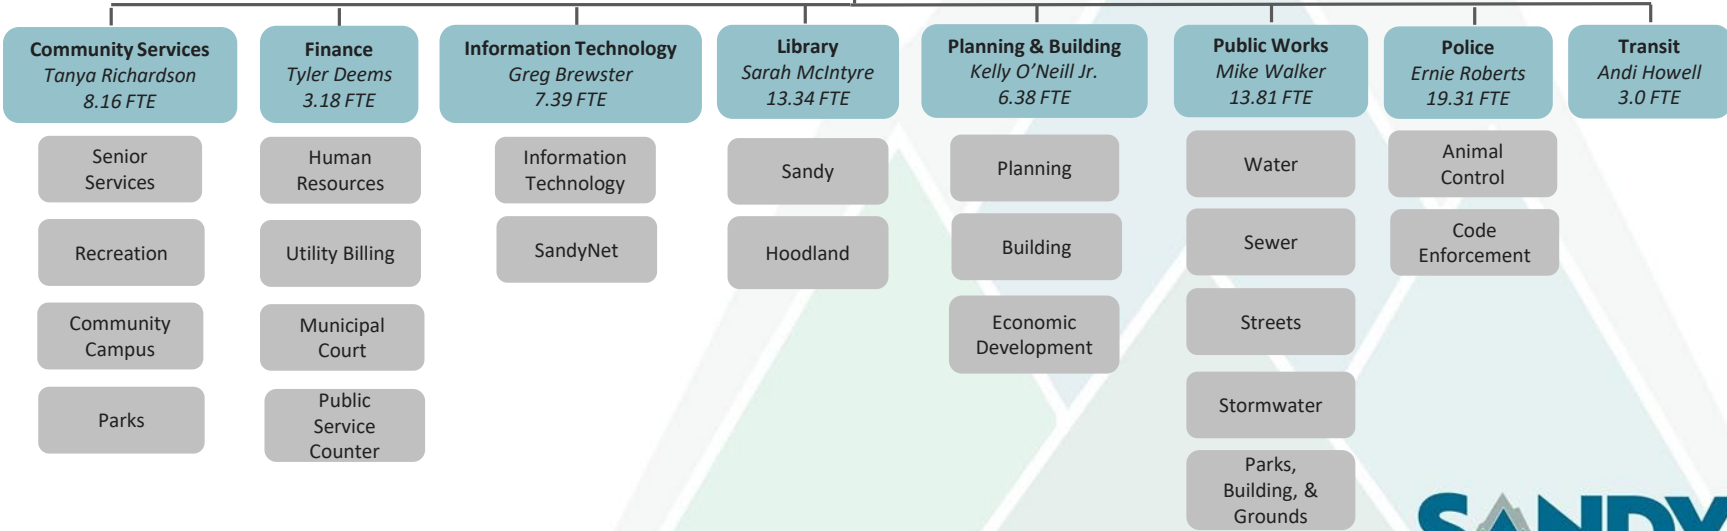 Community Services
Tanya Richardson
8.16 FTE
Senior
Services
Recreation
Community
Campus
Parks
Finance
Tyler Deems
3.18 FTE
Human
Resources
Utility Billing
Municipal
Court
Public
Service
Counter
Information Technology
Greg Brewster
7.39 FTE
Information
Technology
SandyNet
Library
Sarah McIntyre
13.34 FTE
Sandy
Hoodland
Planning & Building
Kelly O’Neill Jr.
6.38 FTE
Planning
Building
Economic
Development
Public Works
Mike Walker
13.81 FTE
Water
Sewer
Streets
Stormwater
Parks,
Building, &
Grounds
Police
Ernie Roberts
19.31 FTE
Animal
Control
Code
Enforcement
Transit
Andi Howell
3.0 FTE
SANDY